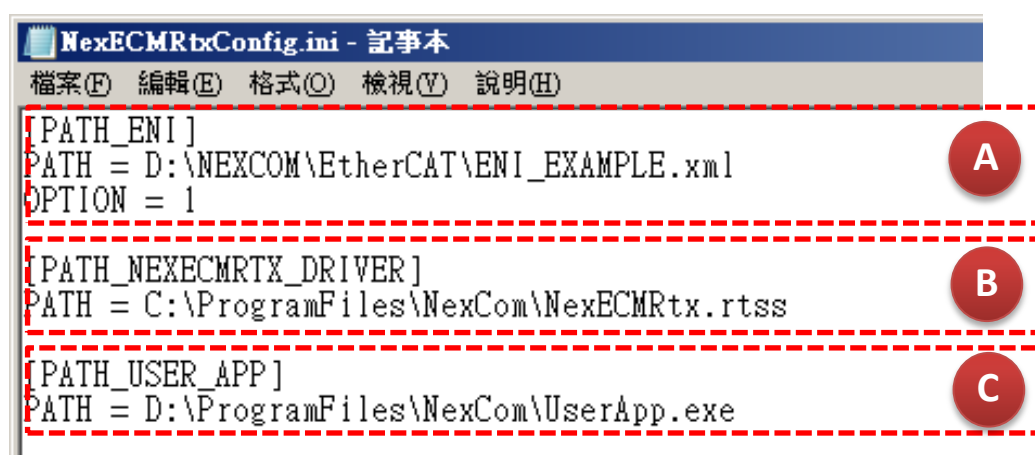 NexECMRtxConfig.ini - 記事本
檔案(F) 編輯(E) 格式(O) 檢視(V) 說明(H)
[PATH_ENI]
PATH = D:\NEXCOM\EtherCAT\ENI_EXAMPLE.xml
OPTION = 1
A
[PATH_NEXECMRTX_DRIVER]
PATH = C:\ProgramFiles\NexCom\NexECMRtx.rtss
B
[PATH_USER_APP]
PATH = D:\ProgramFiles\NexCom\UserApp.exe
C